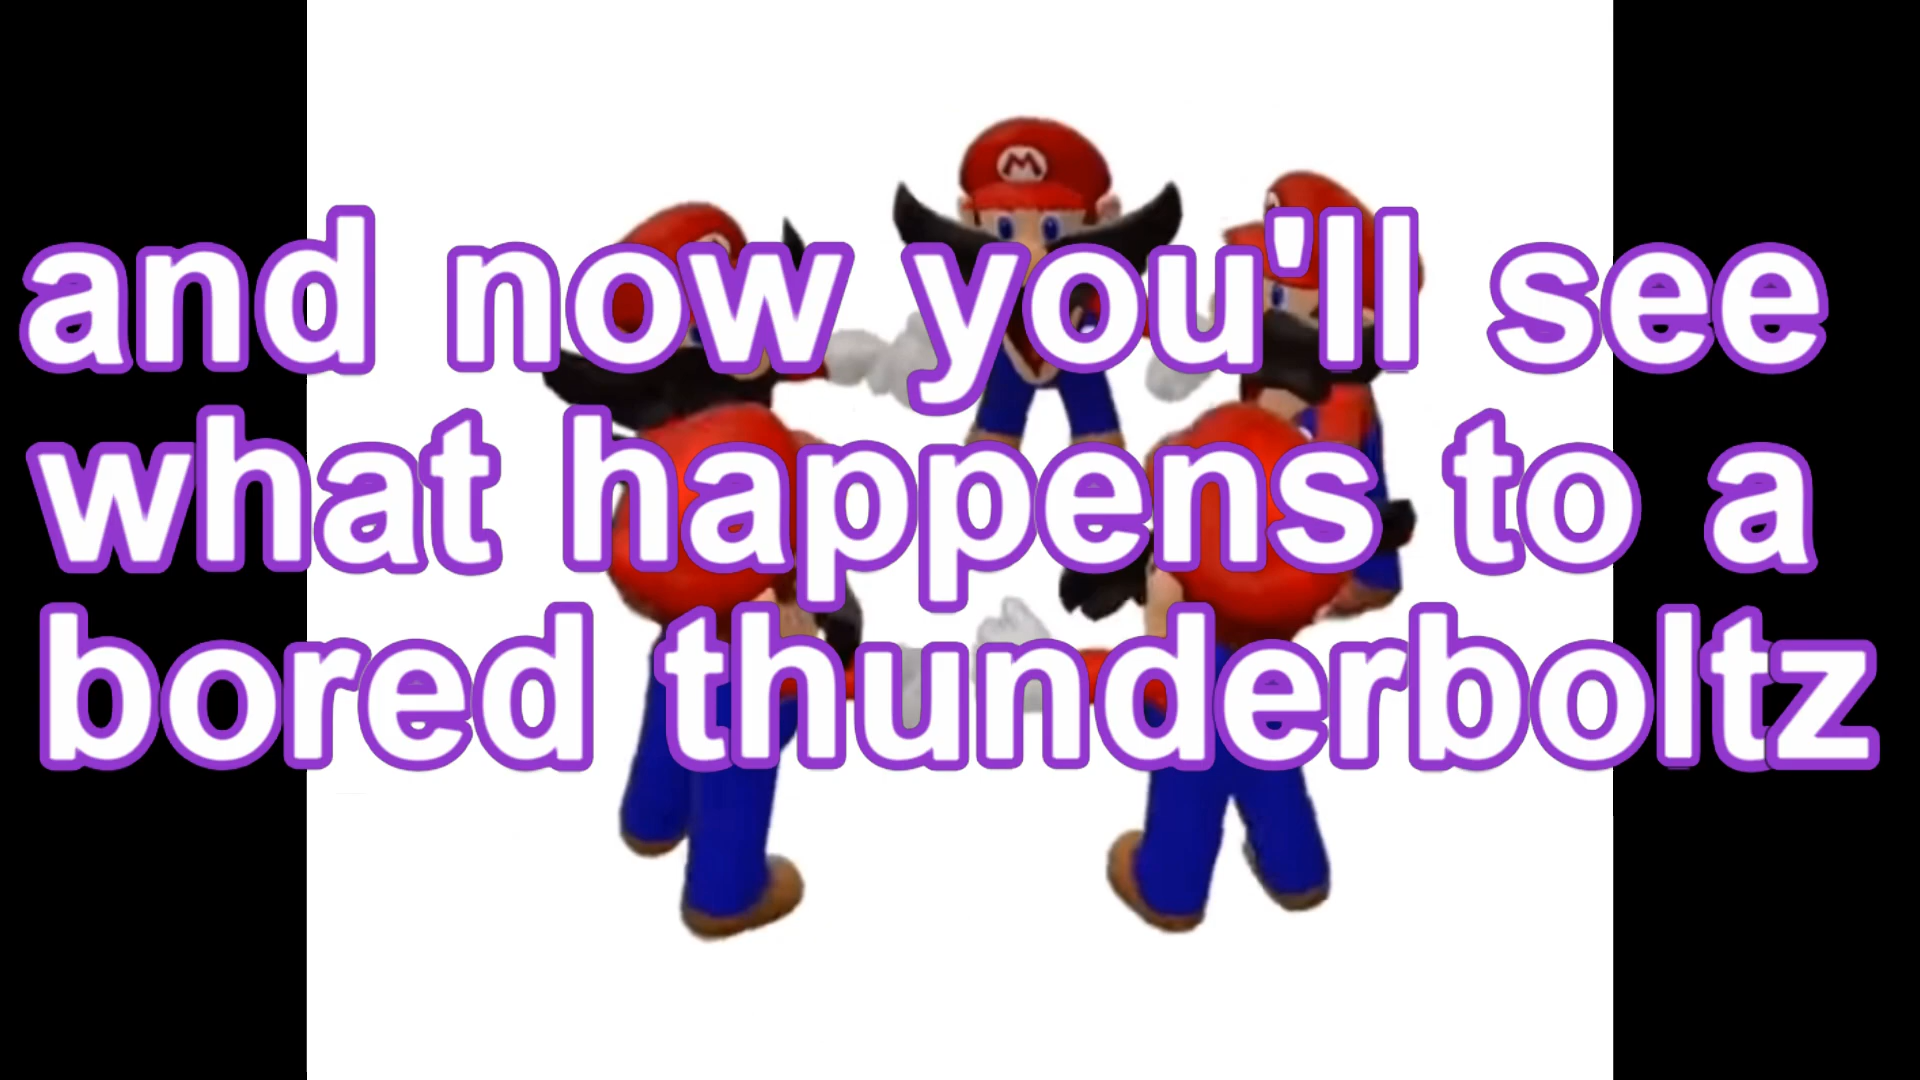 M
and now you'll see
what happens to a
bored thunderboltz